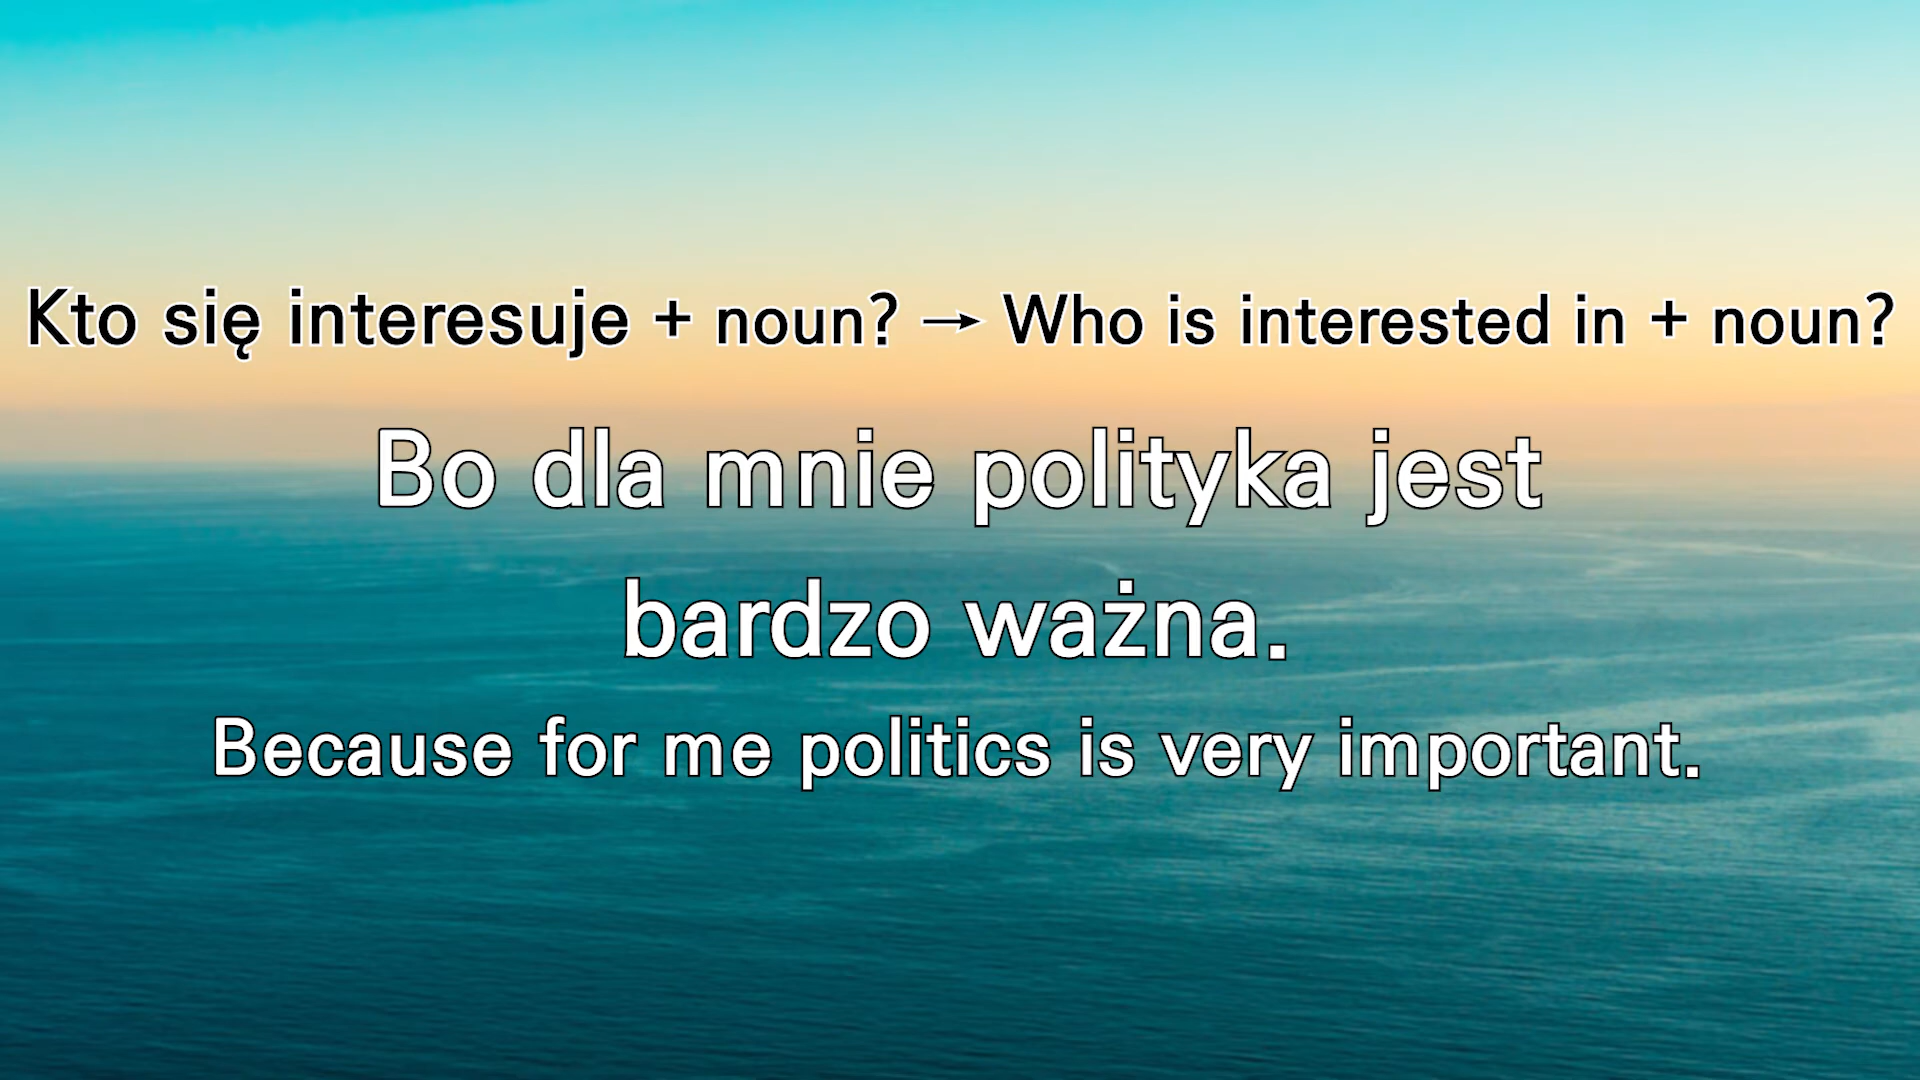 Kto się interesuje + noun? → Who is interested in + noun?
Bo dla mnie polityka jest
bardzo ważna.
Because for me politics is very important.